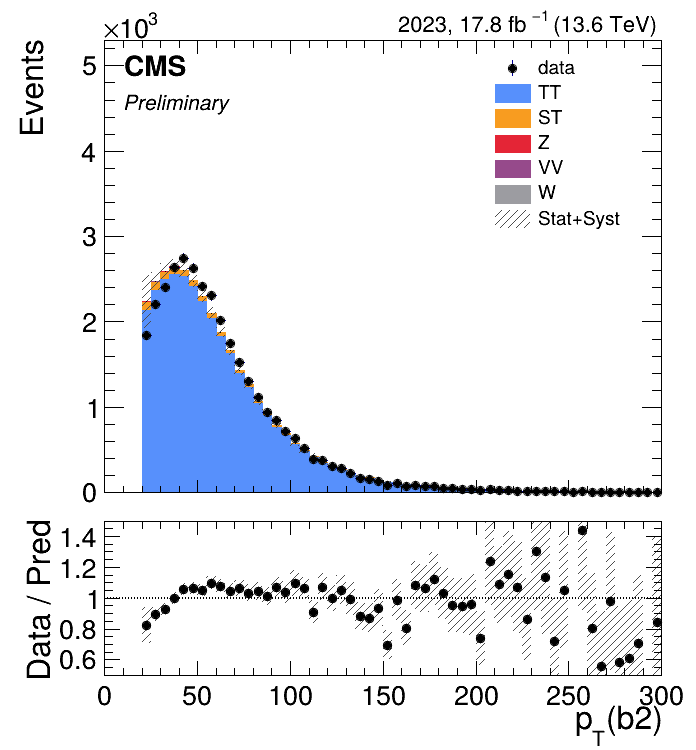 ×10³
2023, 17.8 fb⁻¹ (13.6 TeV)
Events
CMS
Preliminary
data
TT
ST
Z
VV
W
Stat+Syst
5
4
3
2
1
0
Data / Pred
1.4
1.2
1
0.8
0.6
0 50 100 150 200 250 300
p_T(b2)